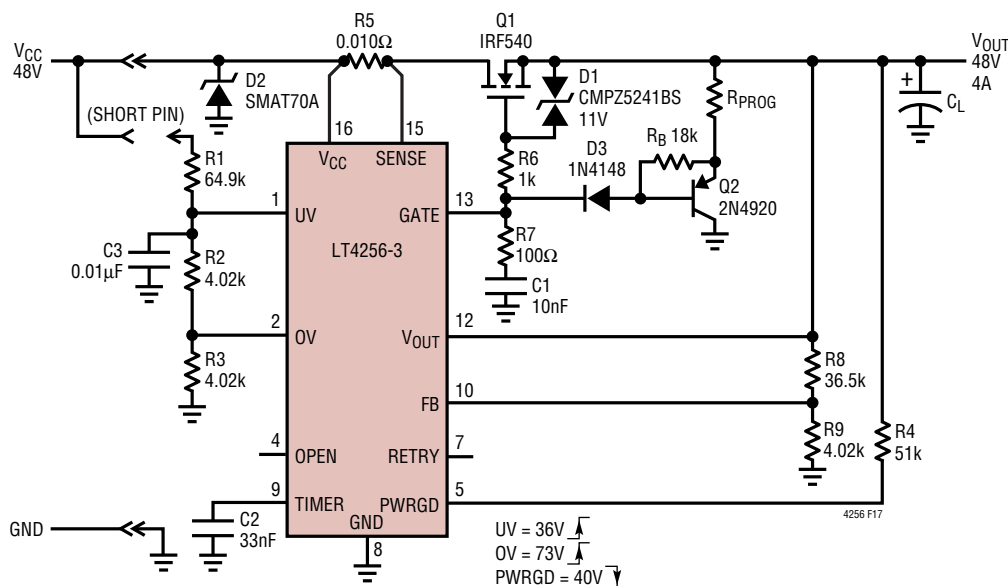 VCC
48V
R5
0.010Ω
Q1
IRF540
VOUT
48V
4A
D2
SMAT70A
D1
CMPZ5241BS
11V
RPROG
+
CL
(SHORT PIN)
16
15
VCC
SENSE
R1
64.9k
R6
1k
D3
1N4148
RB 18k
Q2
2N4920
1
UV
GATE
13
LT4256-3
C3
0.01µF
R2
4.02k
R7
100Ω
C1
10nF
2
OV
VOUT
12
R3
4.02k
R8
36.5k
FB
10
R9
4.02k
R4
51k
4
OPEN
RETRY
7
9
TIMER
PWRGD
5
4256 F17
GND
C2
33nF
GND
8
UV = 36V
OV = 73V
PWRGD = 40V